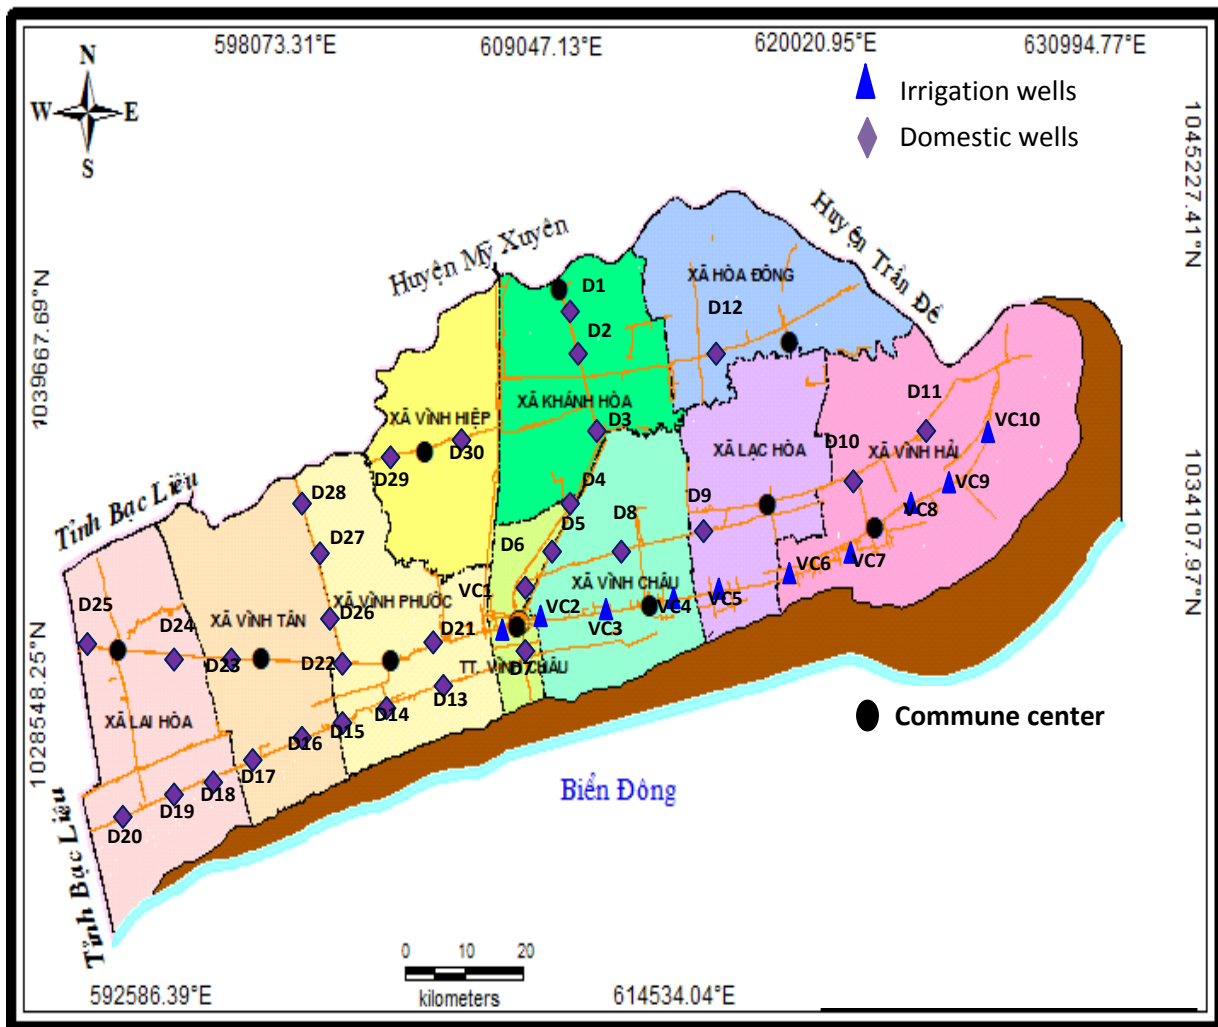 598073.31°E
609047.13°E
620020.95°E
630994.77°E
N
W
E
S
Irrigation wells
Domestic wells
1045227.41°N
1039667.69°N
1034107.97°N
1028548.25°N
Huyện Mỹ Xuyên
Huyện Trần Đề
Tỉnh Bạc Liêu
Tỉnh Bạc Liêu
XÃ HÒA ĐÔNG
D1
D2
D12
XÃ KHÁNH HÒA
XÃ VĨNH HIỆP
D3
D30
D29
D11
VC10
XÃ LẠC HÒA
D10
XÃ VĨNH HẢI
D28
D4
D9
VC9
D5
D8
VC8
D6
D27
VC7
VC6
VC1
XÃ VĨNH CHÂU
VC5
VC4
VC2
VC3
XÃ VĨNH PHƯỚC
D25
D26
XÃ VĨNH TÂN
D24
D21
D23
D22
TT. VĨNH CHÂU
D7
D13
XÃ LAI HÒA
D14
D15
D16
D17
D18
D19
D20
Commune center
Biển Đông
0 10 20
kilometers
592586.39°E
614534.04°E